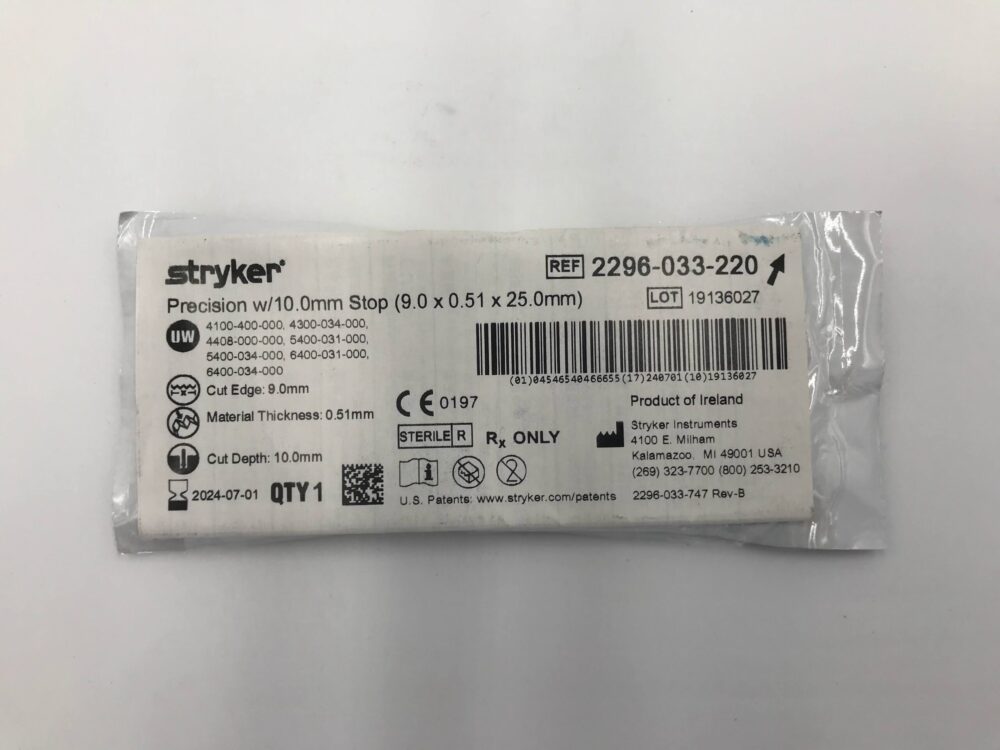 stryker®
REF 2296-033-220
Precision w/10.0mm Stop (9.0 x 0.51 x 25.0mm)
LOT 19136027
UW
4100-400-000, 4300-034-000,
4408-000-000, 5400-031-000,
5400-034-000, 6400-031-000,
6400-034-000
(01)04546540466655(17)240701(10)19136027
Cut Edge: 9.0mm
Material Thickness: 0.51mm
Cut Depth: 10.0mm
2024-07-01 QTY 1
CE 0197
STERILE R Rx ONLY
i
2
U.S. Patents: www.stryker.com/patents
Product of Ireland
Stryker Instruments
4100 E. Milham
Kalamazoo, MI 49001 USA
(269) 323-7700 (800) 253-3210
2296-033-747 Rev-B